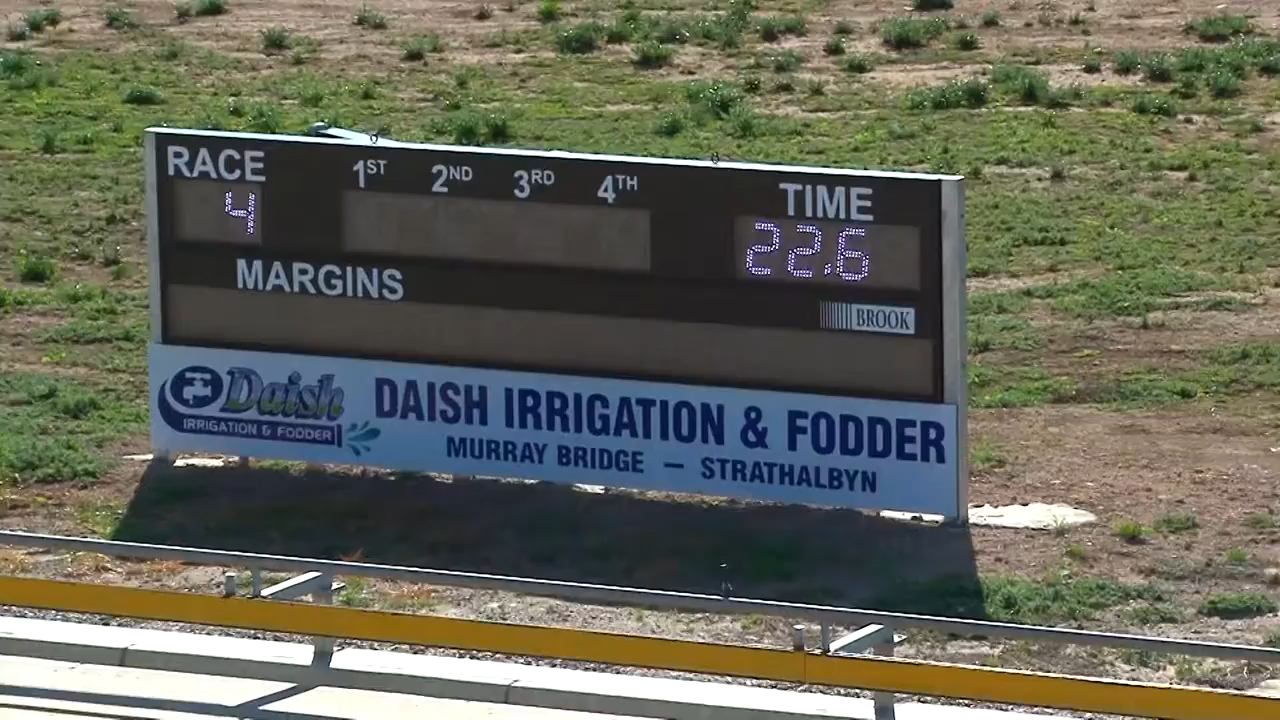 RACE 1ST 2ND 3RD 4TH TIME
4 22.6
MARGINS
BROOK
Daish
IRRIGATION & FODDER
DAISH IRRIGATION & FODDER
MURRAY BRIDGE — STRATHALBYN